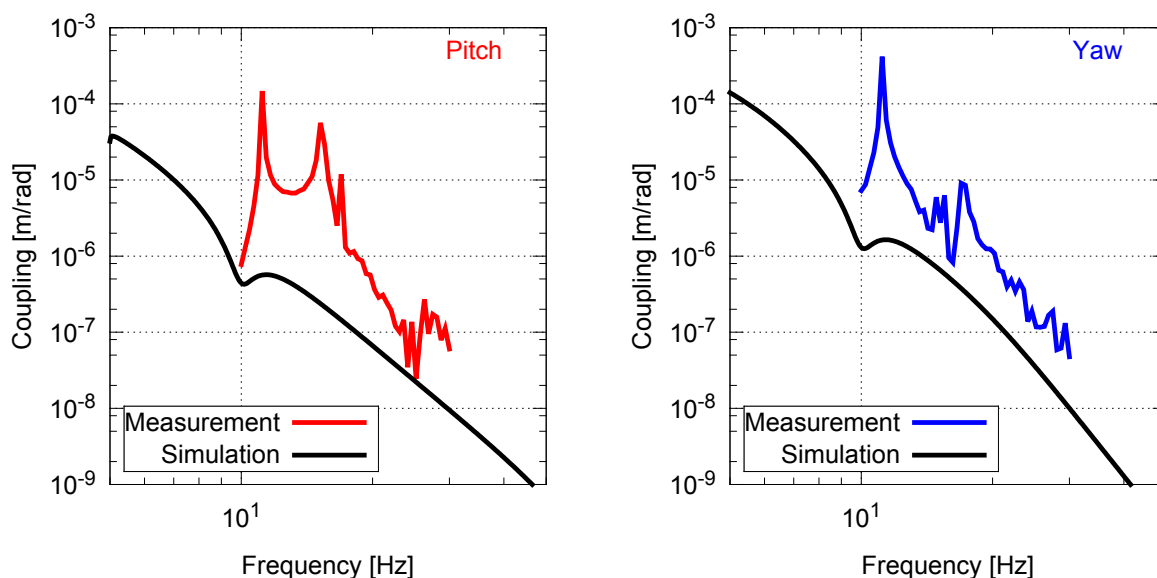 Pitch
Coupling [m/rad]
10⁻³
10⁻⁴
10⁻⁵
10⁻⁶
10⁻⁷
10⁻⁸
10⁻⁹
Measurement
Simulation
10¹
Frequency [Hz]
Yaw
Coupling [m/rad]
10⁻³
10⁻⁴
10⁻⁵
10⁻⁶
10⁻⁷
10⁻⁸
10⁻⁹
Measurement
Simulation
10¹
Frequency [Hz]